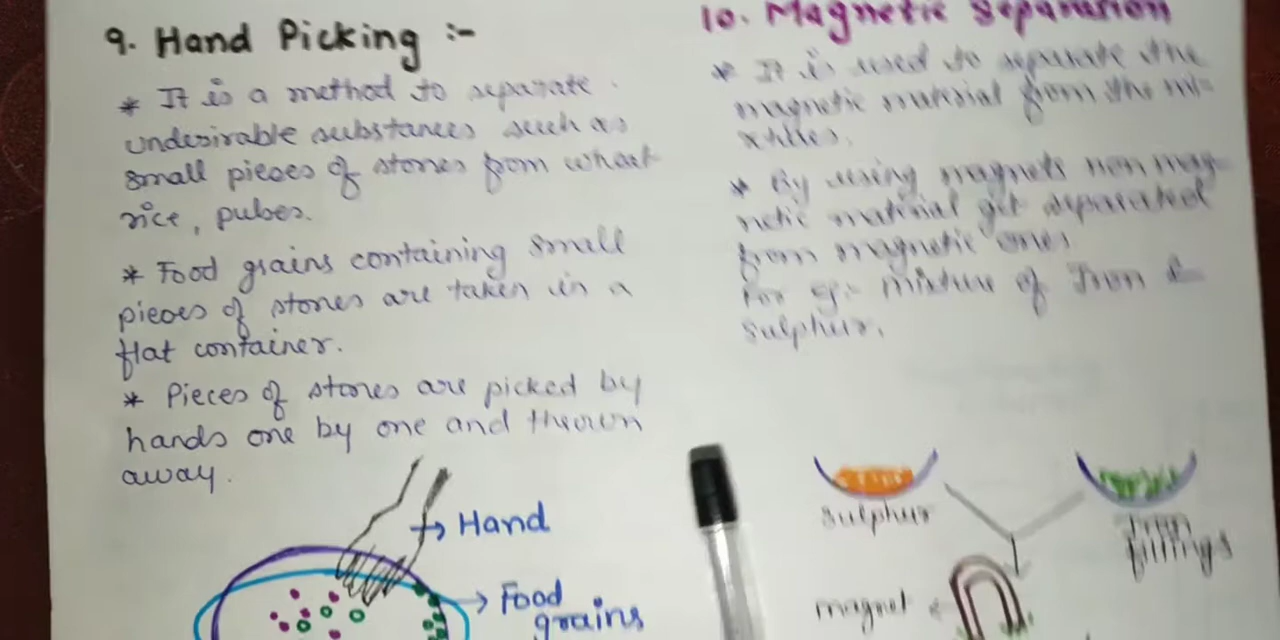 9. Hand Picking :-
* It is a method to separate
undesirable substances such as
small pieces of stones from wheat
rice, pulses.
* Food grains containing small
pieces of stones are taken in a
flat container.
* Pieces of stones are picked by
hands one by one and thrown
away.
Hand
Food
grains
10. Magnetic Separation
* It is used to separate the
magnetic material from the mi-
xtures.
* By using magnets non mag-
netic material get separated
from magnetic ones
For eg:- mixture of Iron &
sulphur.
sulphur
Iron
fillings
magnet